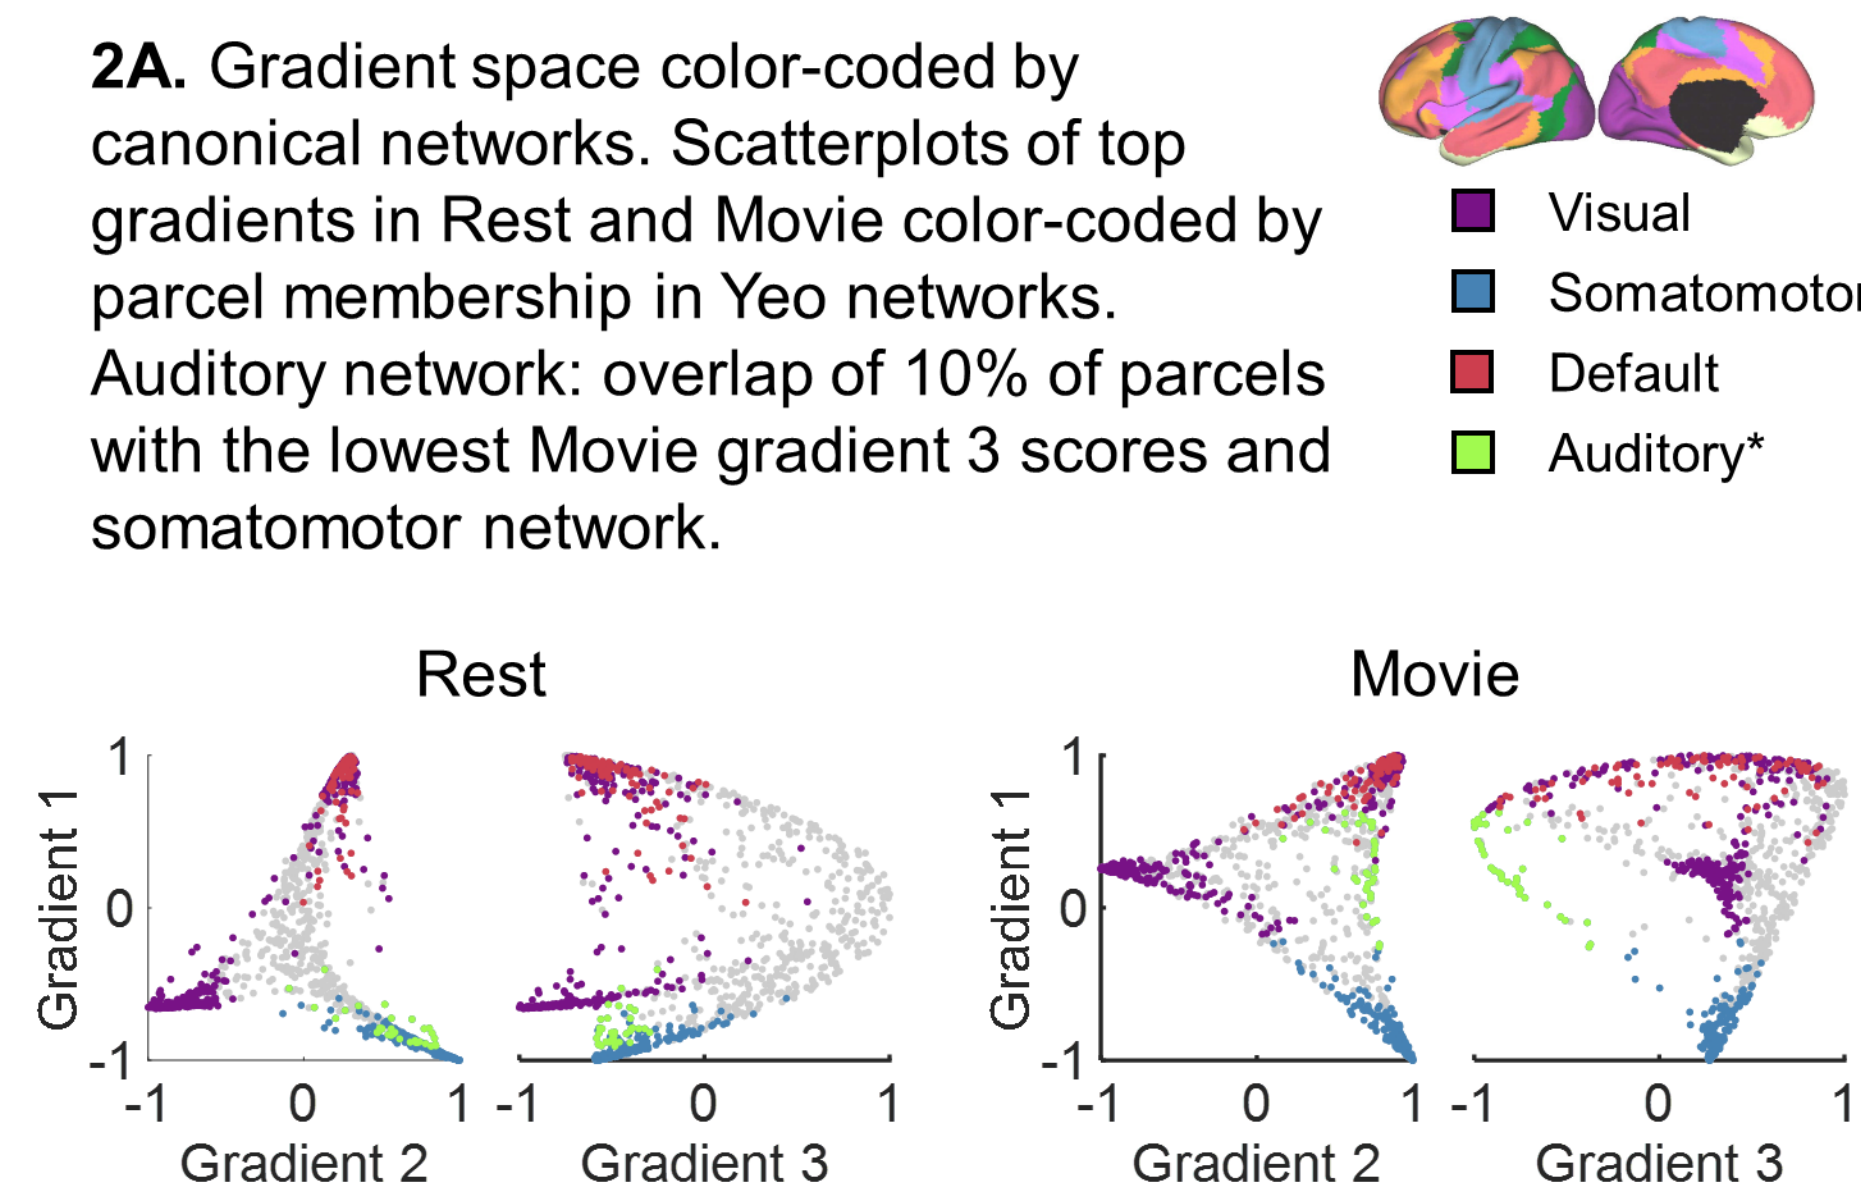 2A. Gradient space color-coded by
canonical networks. Scatterplots of top
gradients in Rest and Movie color-coded by
parcel membership in Yeo networks.
Auditory network: overlap of 10% of parcels
with the lowest Movie gradient 3 scores and
somatomotor network.
Visual
Somatomotor
Default
Auditory*
Rest
Movie
Gradient 1
1
0
-1
-1 0 1
Gradient 2
-1 0 1
Gradient 3
Gradient 1
1
0
-1
-1 0 1
Gradient 2
-1 0 1
Gradient 3